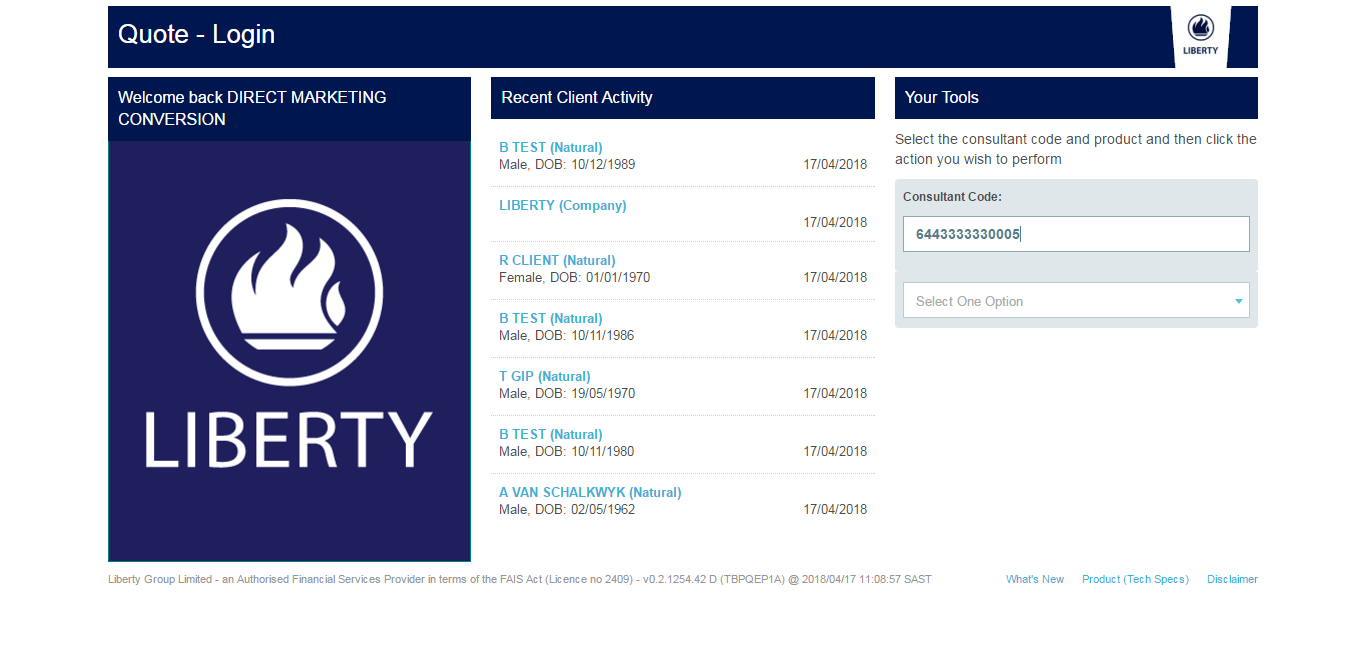 Quote - Login
LIBERTY
Welcome back DIRECT MARKETING
CONVERSION
LIBERTY
Recent Client Activity
B TEST (Natural)
Male, DOB: 10/12/1989 17/04/2018
LIBERTY (Company)
17/04/2018
R CLIENT (Natural)
Female, DOB: 01/01/1970 17/04/2018
B TEST (Natural)
Male, DOB: 10/11/1986 17/04/2018
T GIP (Natural)
Male, DOB: 19/05/1970 17/04/2018
B TEST (Natural)
Male, DOB: 10/11/1980 17/04/2018
A VAN SCHALKWYK (Natural)
Male, DOB: 02/05/1962 17/04/2018
Your Tools
Select the consultant code and product and then click the
action you wish to perform
Consultant Code:
6443333330005
Select One Option
Liberty Group Limited - an Authorised Financial Services Provider in terms of the FAIS Act (Licence no 2409) - v0.2.1254.42 D (TBPQEP1A) @ 2018/04/17 11:08:57 SAST
What's New Product (Tech Specs) Disclaimer